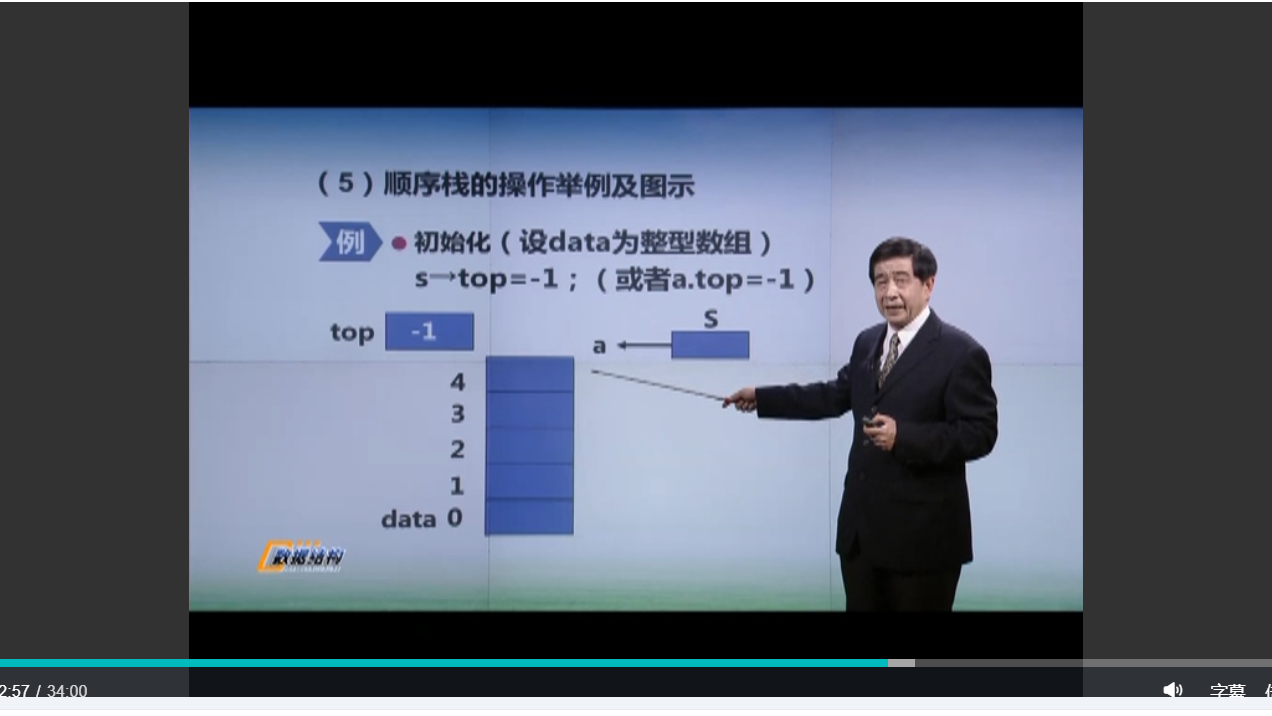 （5）顺序栈的操作举例及图示
例 ●初始化（设data为整型数组）
s→top=-1；（或者a.top=-1）
top -1
S
a
4
3
2
1
data 0
数据结构
2:57 / 34:00
字幕